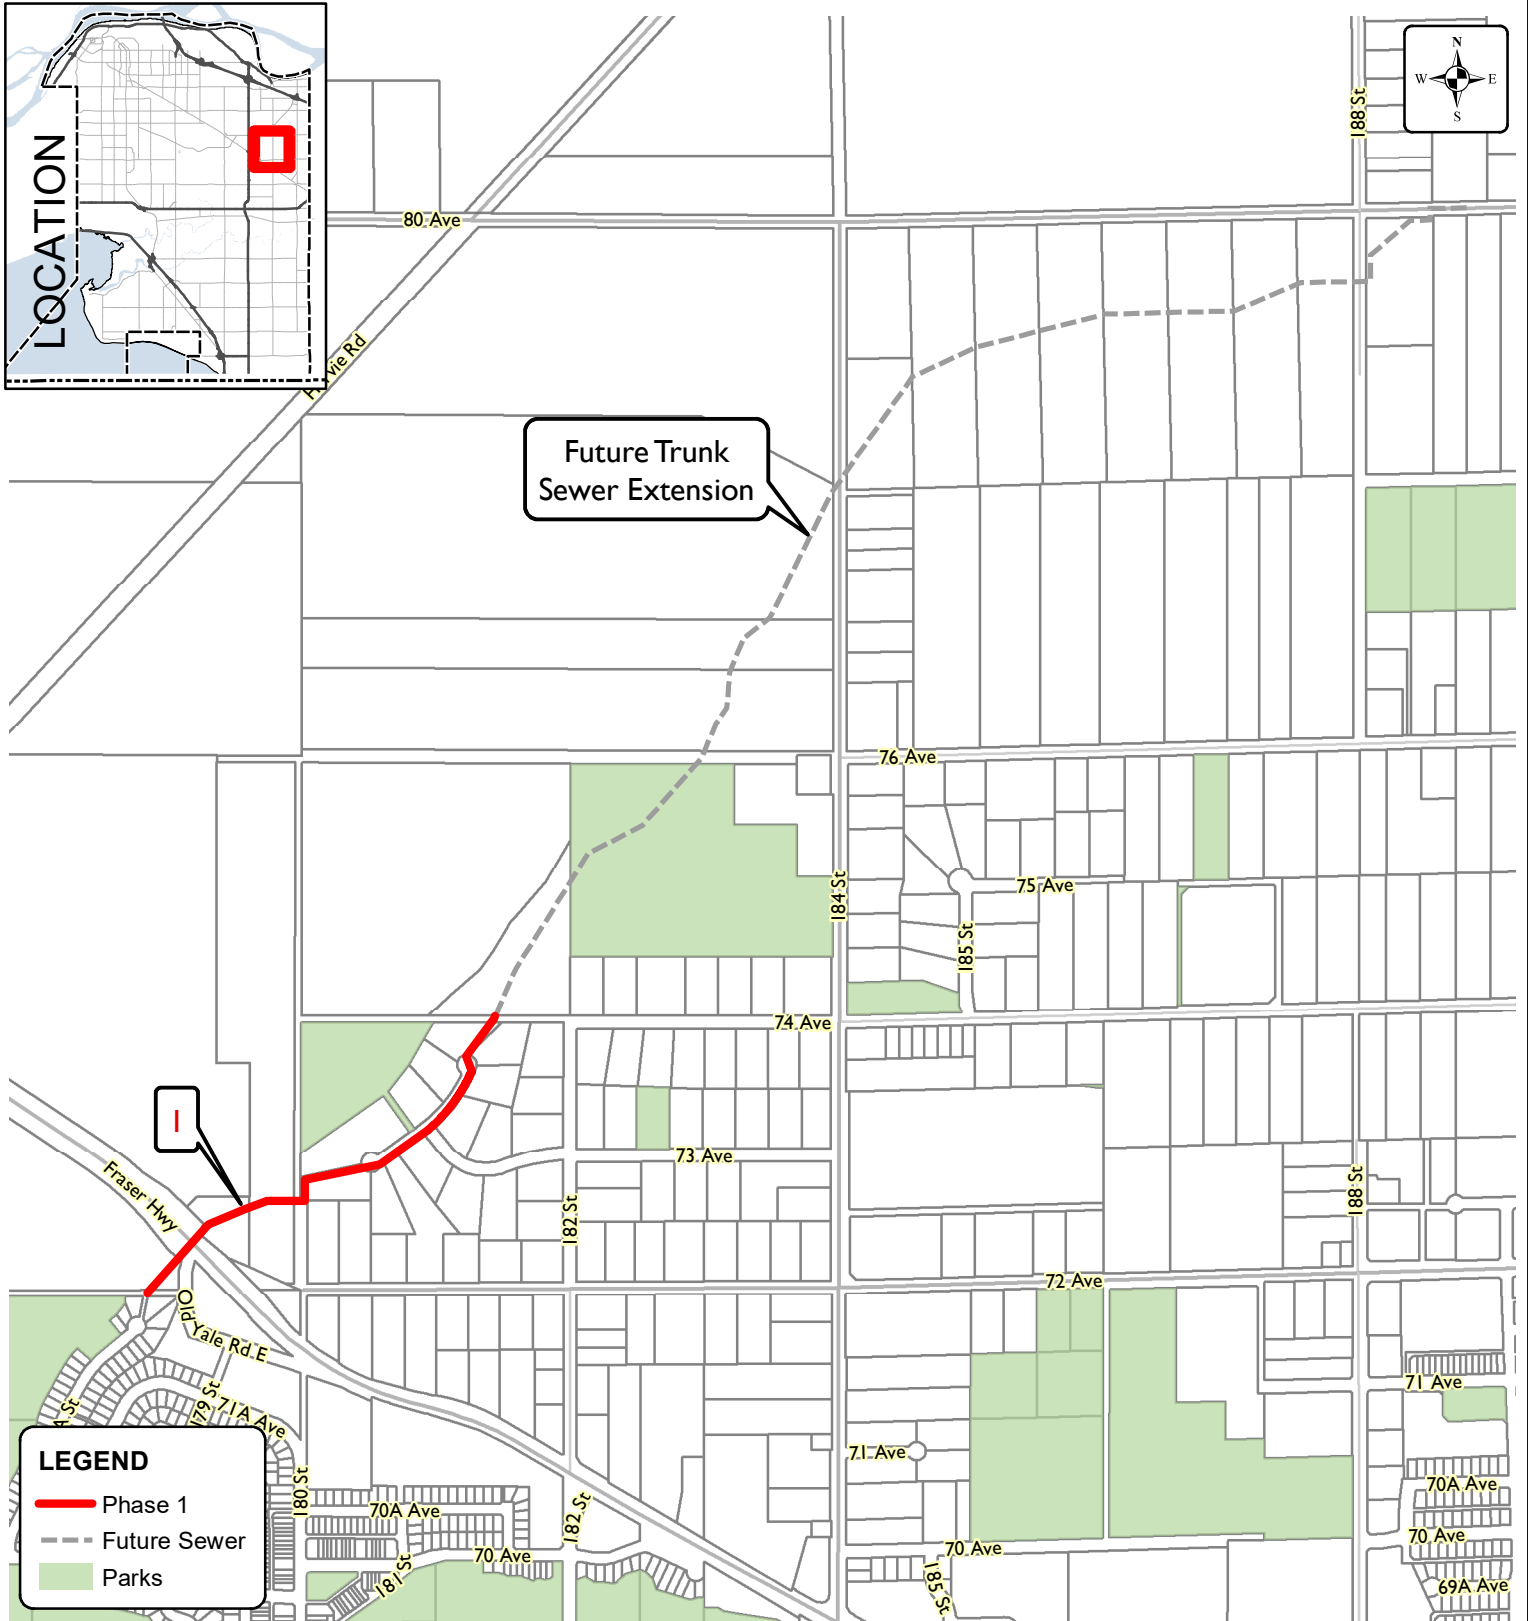 LOCATION
N
W E
S
188 St
80 Ave
Harvie Rd
Future Trunk
Sewer Extension
76 Ave
75 Ave
184 St
185 St
74 Ave
1
73 Ave
Fraser Hwy
182 St
188 St
72 Ave
Old Yale Rd E
179 St
71A Ave
A St
71 Ave
71 Ave
180 St
70A Ave
70A Ave
182 St
70 Ave
70 Ave
70 Ave
181 St
185 St
69A Ave
LEGEND
Phase 1
Future Sewer
Parks